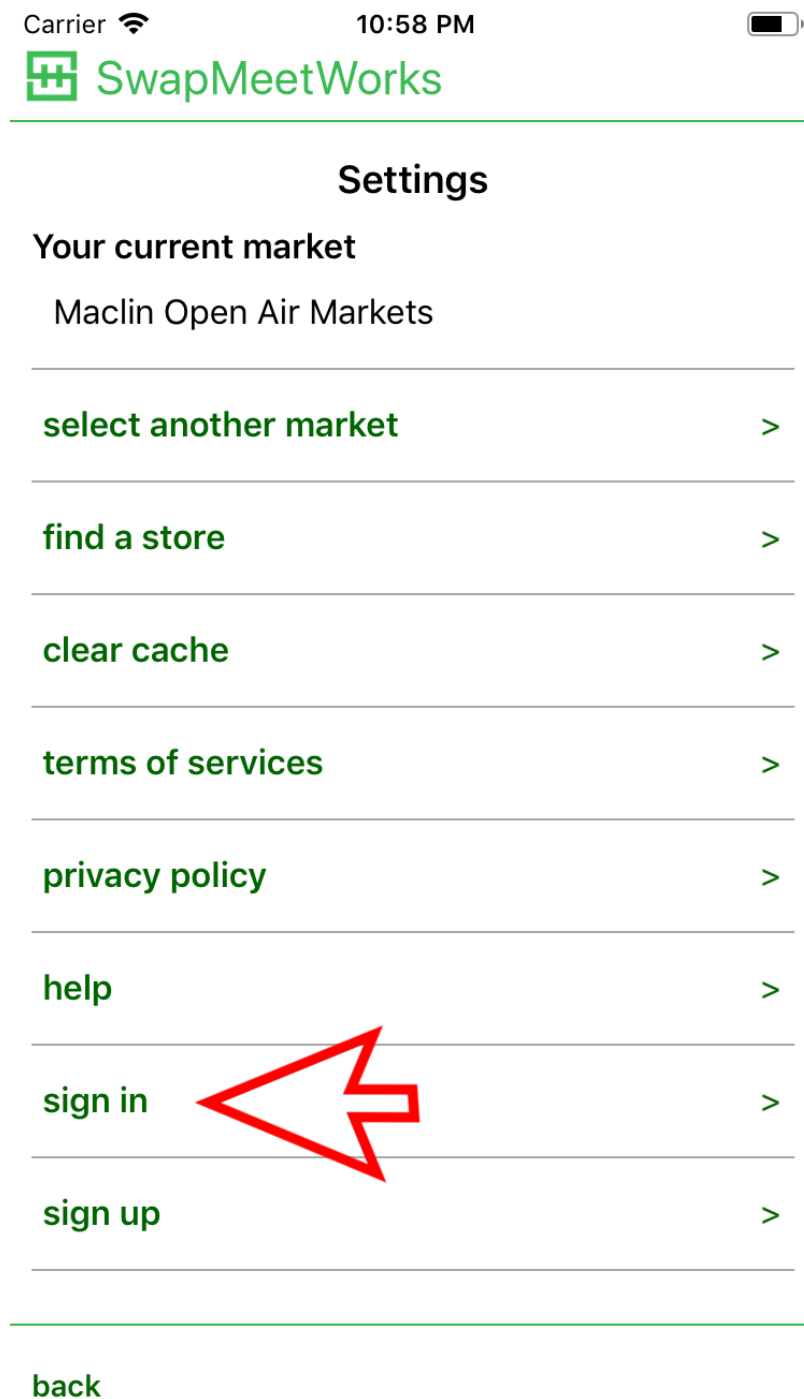 Carrier 10:58 PM
SwapMeetWorks
Settings
Your current market
Maclin Open Air Markets
select another market >
find a store >
clear cache >
terms of services >
privacy policy >
help >
sign in >
sign up >
back